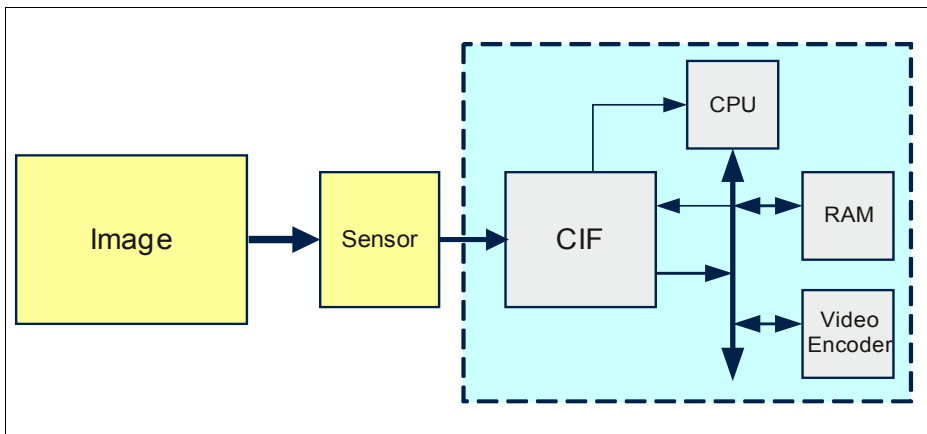 Image
Sensor
CIF
CPU
RAM
Video
Encoder